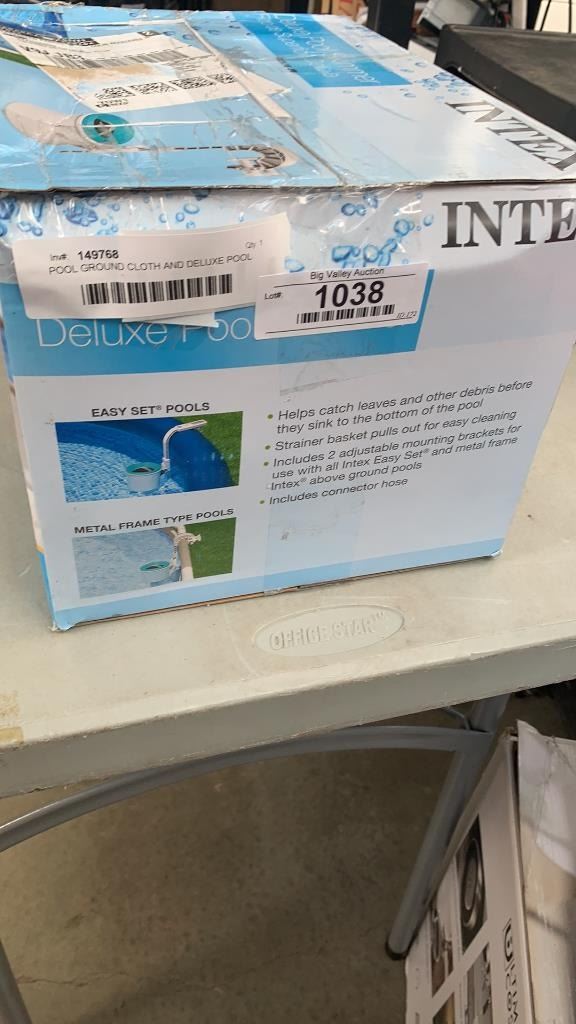 INTEX
INTE
Inv#: 149768
Qty 1
POOL GROUND CLOTH AND DELUXE POOL
Big Valley Auction
Lot#:
1038
Deluxe Poo
EASY SET® POOLS
METAL FRAME TYPE POOLS
• Helps catch leaves and other debris before
they sink to the bottom of the pool
• Strainer basket pulls out for easy cleaning
• Includes 2 adjustable mounting brackets for
use with all Intex Easy Set® and metal frame
Intex® above ground pools
• Includes connector hose
OFFICE STAR™